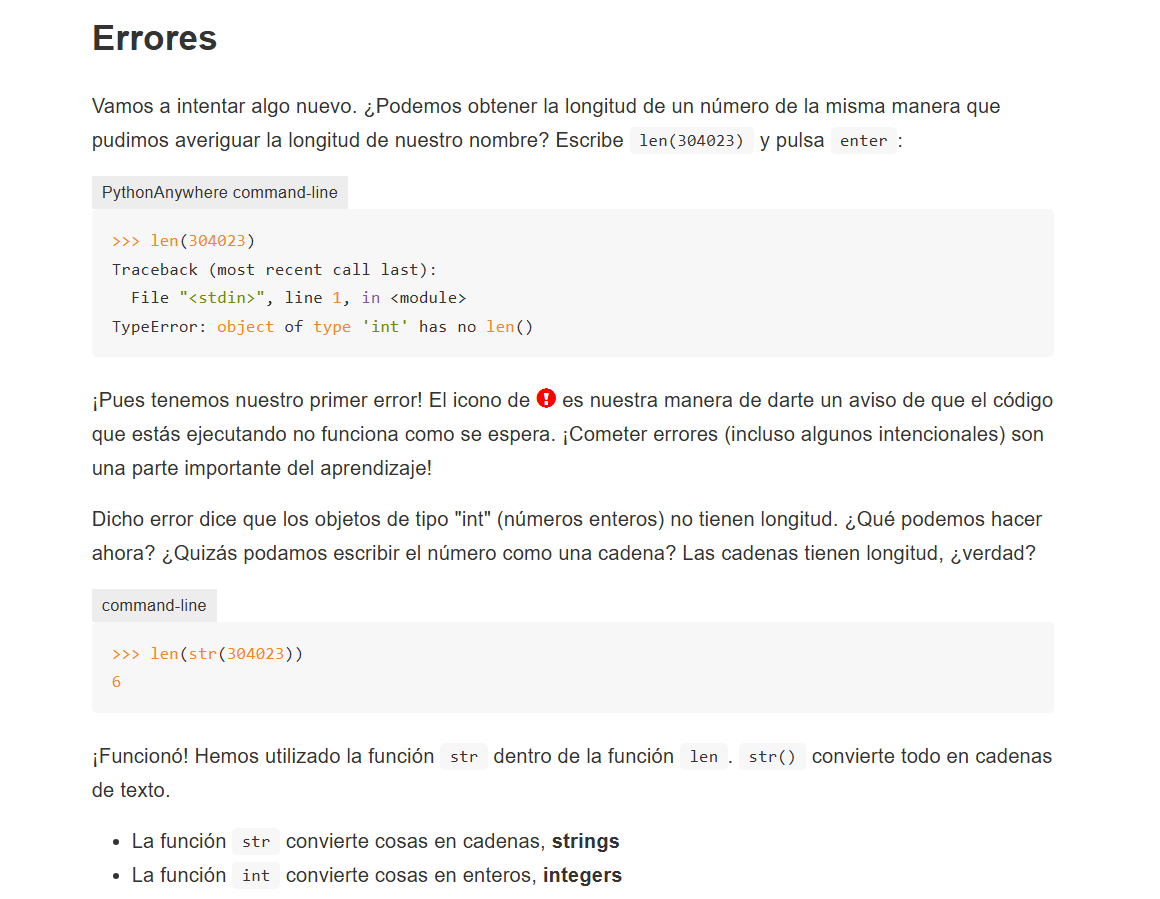 Errores
Vamos a intentar algo nuevo. ¿Podemos obtener la longitud de un número de la misma manera que
pudimos averiguar la longitud de nuestro nombre? Escribe len(304023) y pulsa enter :
PythonAnywhere command-line
>>> len(304023)
Traceback (most recent call last):
  File "<stdin>", line 1, in <module>
TypeError: object of type 'int' has no len()
¡Pues tenemos nuestro primer error! El icono de ! es nuestra manera de darte un aviso de que el código
que estás ejecutando no funciona como se espera. ¡Cometer errores (incluso algunos intencionales) son
una parte importante del aprendizaje!
Dicho error dice que los objetos de tipo "int" (números enteros) no tienen longitud. ¿Qué podemos hacer
ahora? ¿Quizás podamos escribir el número como una cadena? Las cadenas tienen longitud, ¿verdad?
command-line
>>> len(str(304023))
6
¡Funcionó! Hemos utilizado la función str dentro de la función len . str() convierte todo en cadenas
de texto.
• La función str convierte cosas en cadenas, strings
• La función int convierte cosas en enteros, integers